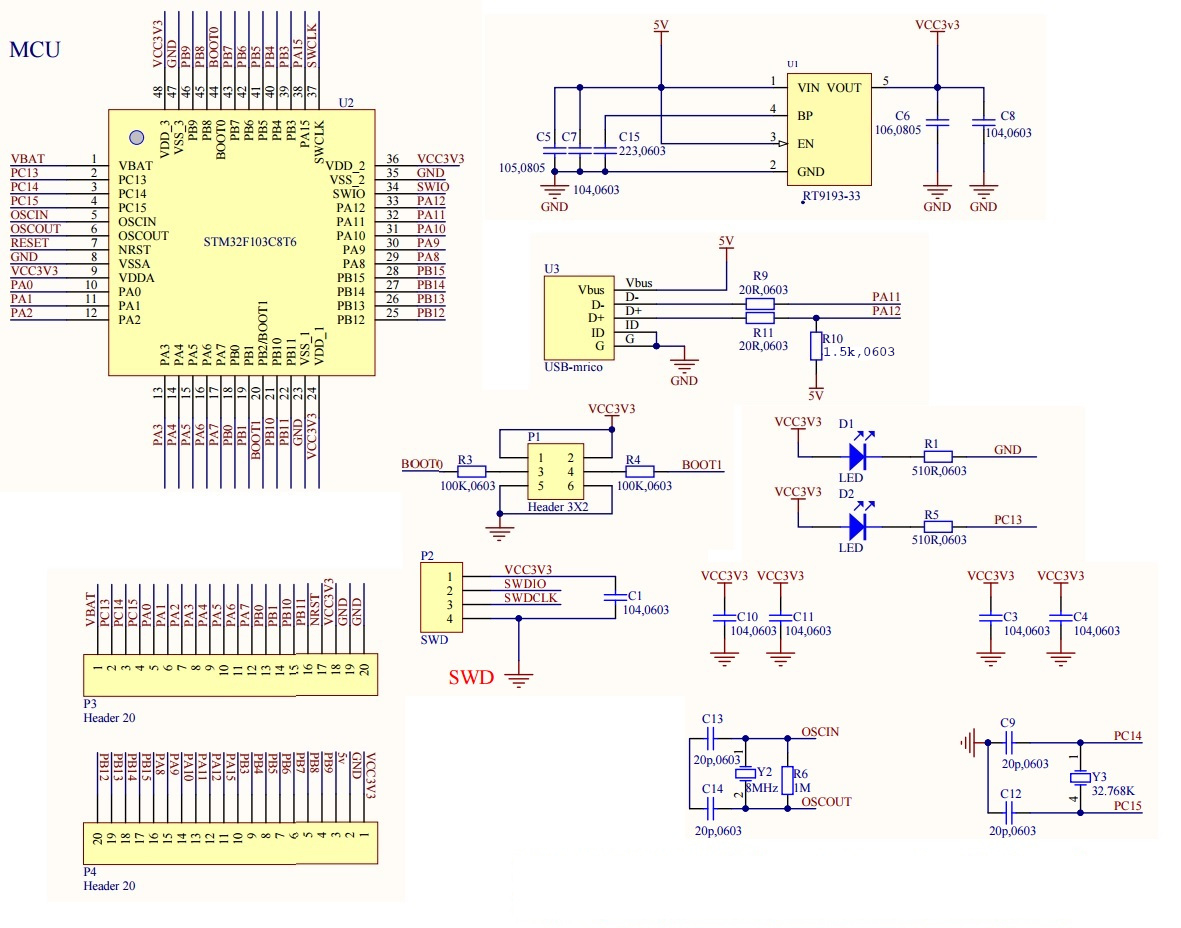 MCU
VCC3V3
GND
PB9
PB8
BOOT0
PB7
PB6
PB5
PB4
PB3
PA15
SWCLK
48
47
46
45
44
43
42
41
40
39
38
37
U2
VDD_3
VSS_3
PB9
PB8
BOOT0
PB7
PB6
PB5
PB4
PB3
PA15
SWCLK
VBAT 1 VBAT
PC13 2 PC13
PC14 3 PC14
PC15 4 PC15
OSCIN 5 OSCIN
OSCOUT 6 OSCOUT
RESET 7 NRST
GND 8 VSSA
VCC3V3 9 VDDA
PA0 10 PA0
PA1 11 PA1
PA2 12 PA2
STM32F103C8T6
VDD_2 36 VCC3V3
VSS_2 35 GND
SWIO 34 SWIO
PA12 33 PA12
PA11 32 PA11
PA10 31 PA10
PA9 30 PA9
PA8 29 PA8
PB15 28 PB15
PB14 27 PB14
PB13 26 PB13
PB12 25 PB12
PA3
PA4
PA5
PA6
PA7
PB0
PB1
PB2/BOOT1
PB10
PB11
VSS_1
VDD_1
13
14
15
16
17
18
19
20
21
22
23
24
PA3
PA4
PA5
PA6
PA7
PB0
PB1
BOOT1
PB10
PB11
GND
VCC3V3
5V
VCC3v3
U1
1 VIN VOUT 5
4 BP
3 EN
2 GND
RT9193-33
C5
105,0805
C7
104,0603
C15
223,0603
GND
C6
106,0805
C8
104,0603
GND
GND
5V
U3
Vbus Vbus
D- D-
D+ D+
ID ID
G G
USB-mrico
R9
20R,0603
R11
20R,0603
PA11
PA12
R10
1.5k,0603
5V
GND
VCC3V3
P1
BOOT0
R3
100K,0603
1 2
3 4
5 6
R4
100K,0603
BOOT1
Header 3X2
VCC3V3
D1
LED
R1
510R,0603
GND
VCC3V3
D2
LED
R5
510R,0603
PC13
P2
1 VCC3V3
2 SWDIO
3 SWDCLK
4
SWD
C1
104,0603
SWD
VCC3V3
C10
104,0603
VCC3V3
C11
104,0603
VCC3V3
C3
104,0603
VCC3V3
C4
104,0603
VBAT
PC13
PC14
PC15
PA0
PA1
PA2
PA3
PA4
PA5
PA6
PA7
PB0
PB1
PB10
PB11
NRST
VCC3V3
GND
GND
1
2
3
4
5
6
7
8
9
10
11
12
13
14
15
16
17
18
19
20
P3
Header 20
PB12
PB13
PB14
PB15
PA8
PA9
PA10
PA11
PA12
PA15
PB3
PB4
PB5
PB6
PB7
PB8
PB9
5v
GND
VCC3V3
20
19
18
17
16
15
14
13
12
11
10
9
8
7
6
5
4
3
2
1
P4
Header 20
C13
20p,0603
C14
20p,0603
1
Y2
8MHz
2
R6
1M
OSCIN
OSCOUT
C9
20p,0603
C12
20p,0603
1
Y3
32.768K
4
PC14
PC15